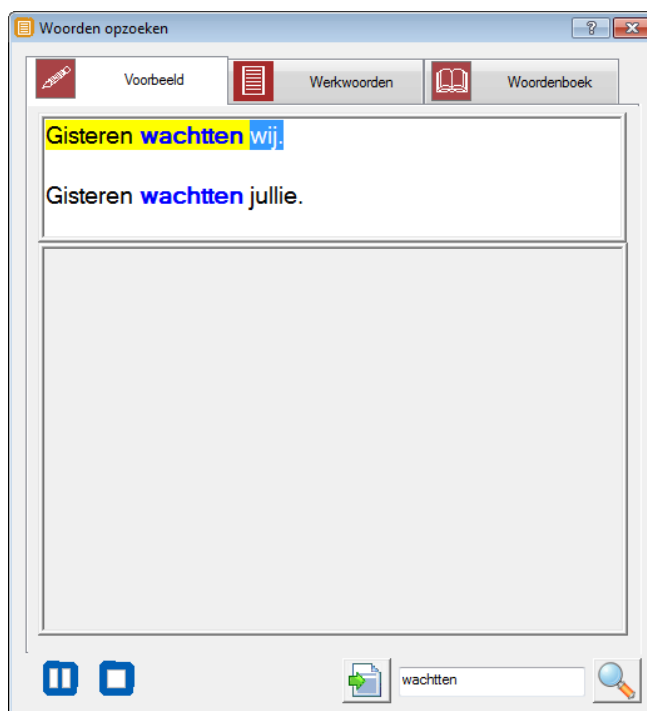 Woorden opzoeken
Voorbeeld
Werkwoorden
Woordenboek
Gisteren wachtten wij.
Gisteren wachtten jullie.
wachtten